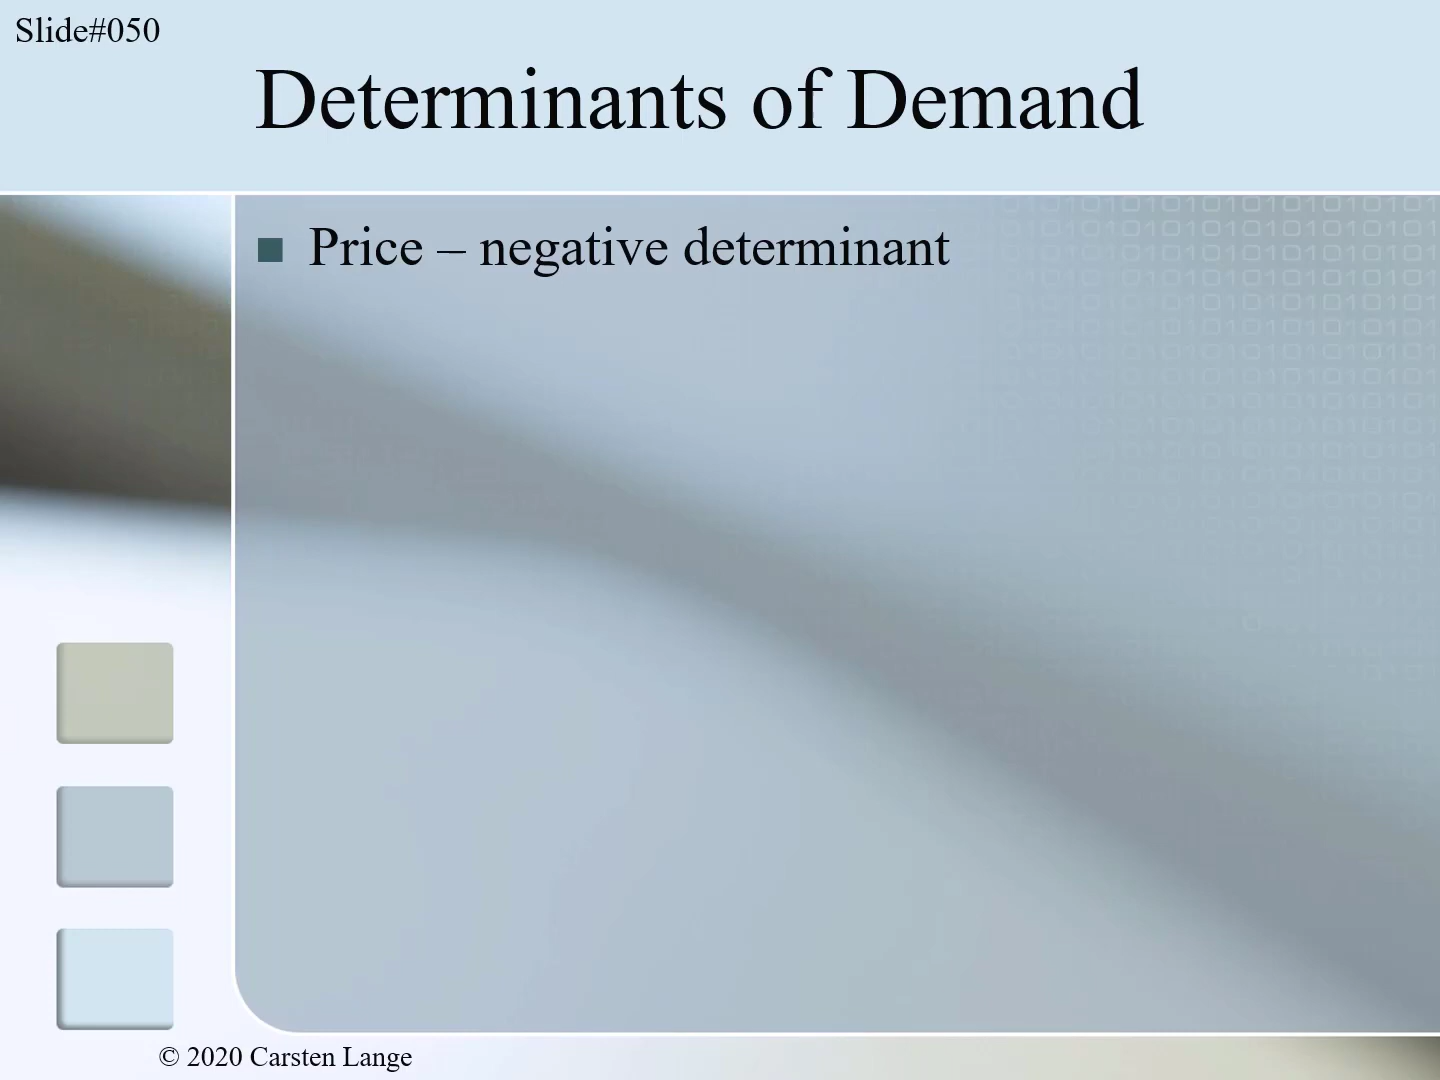 Slide#050
Determinants of Demand
Price – negative determinant
© 2020 Carsten Lange